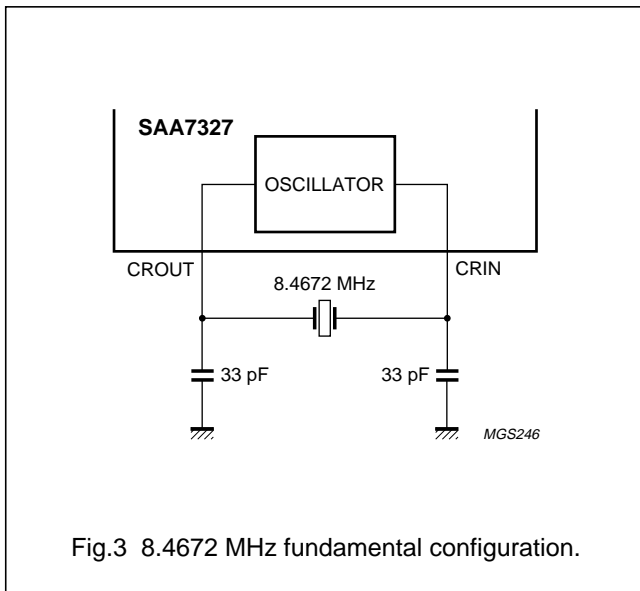 SAA7327
OSCILLATOR
CROUT
CRIN
8.4672 MHz
33 pF
33 pF
MGS246
Fig.3 8.4672 MHz fundamental configuration.